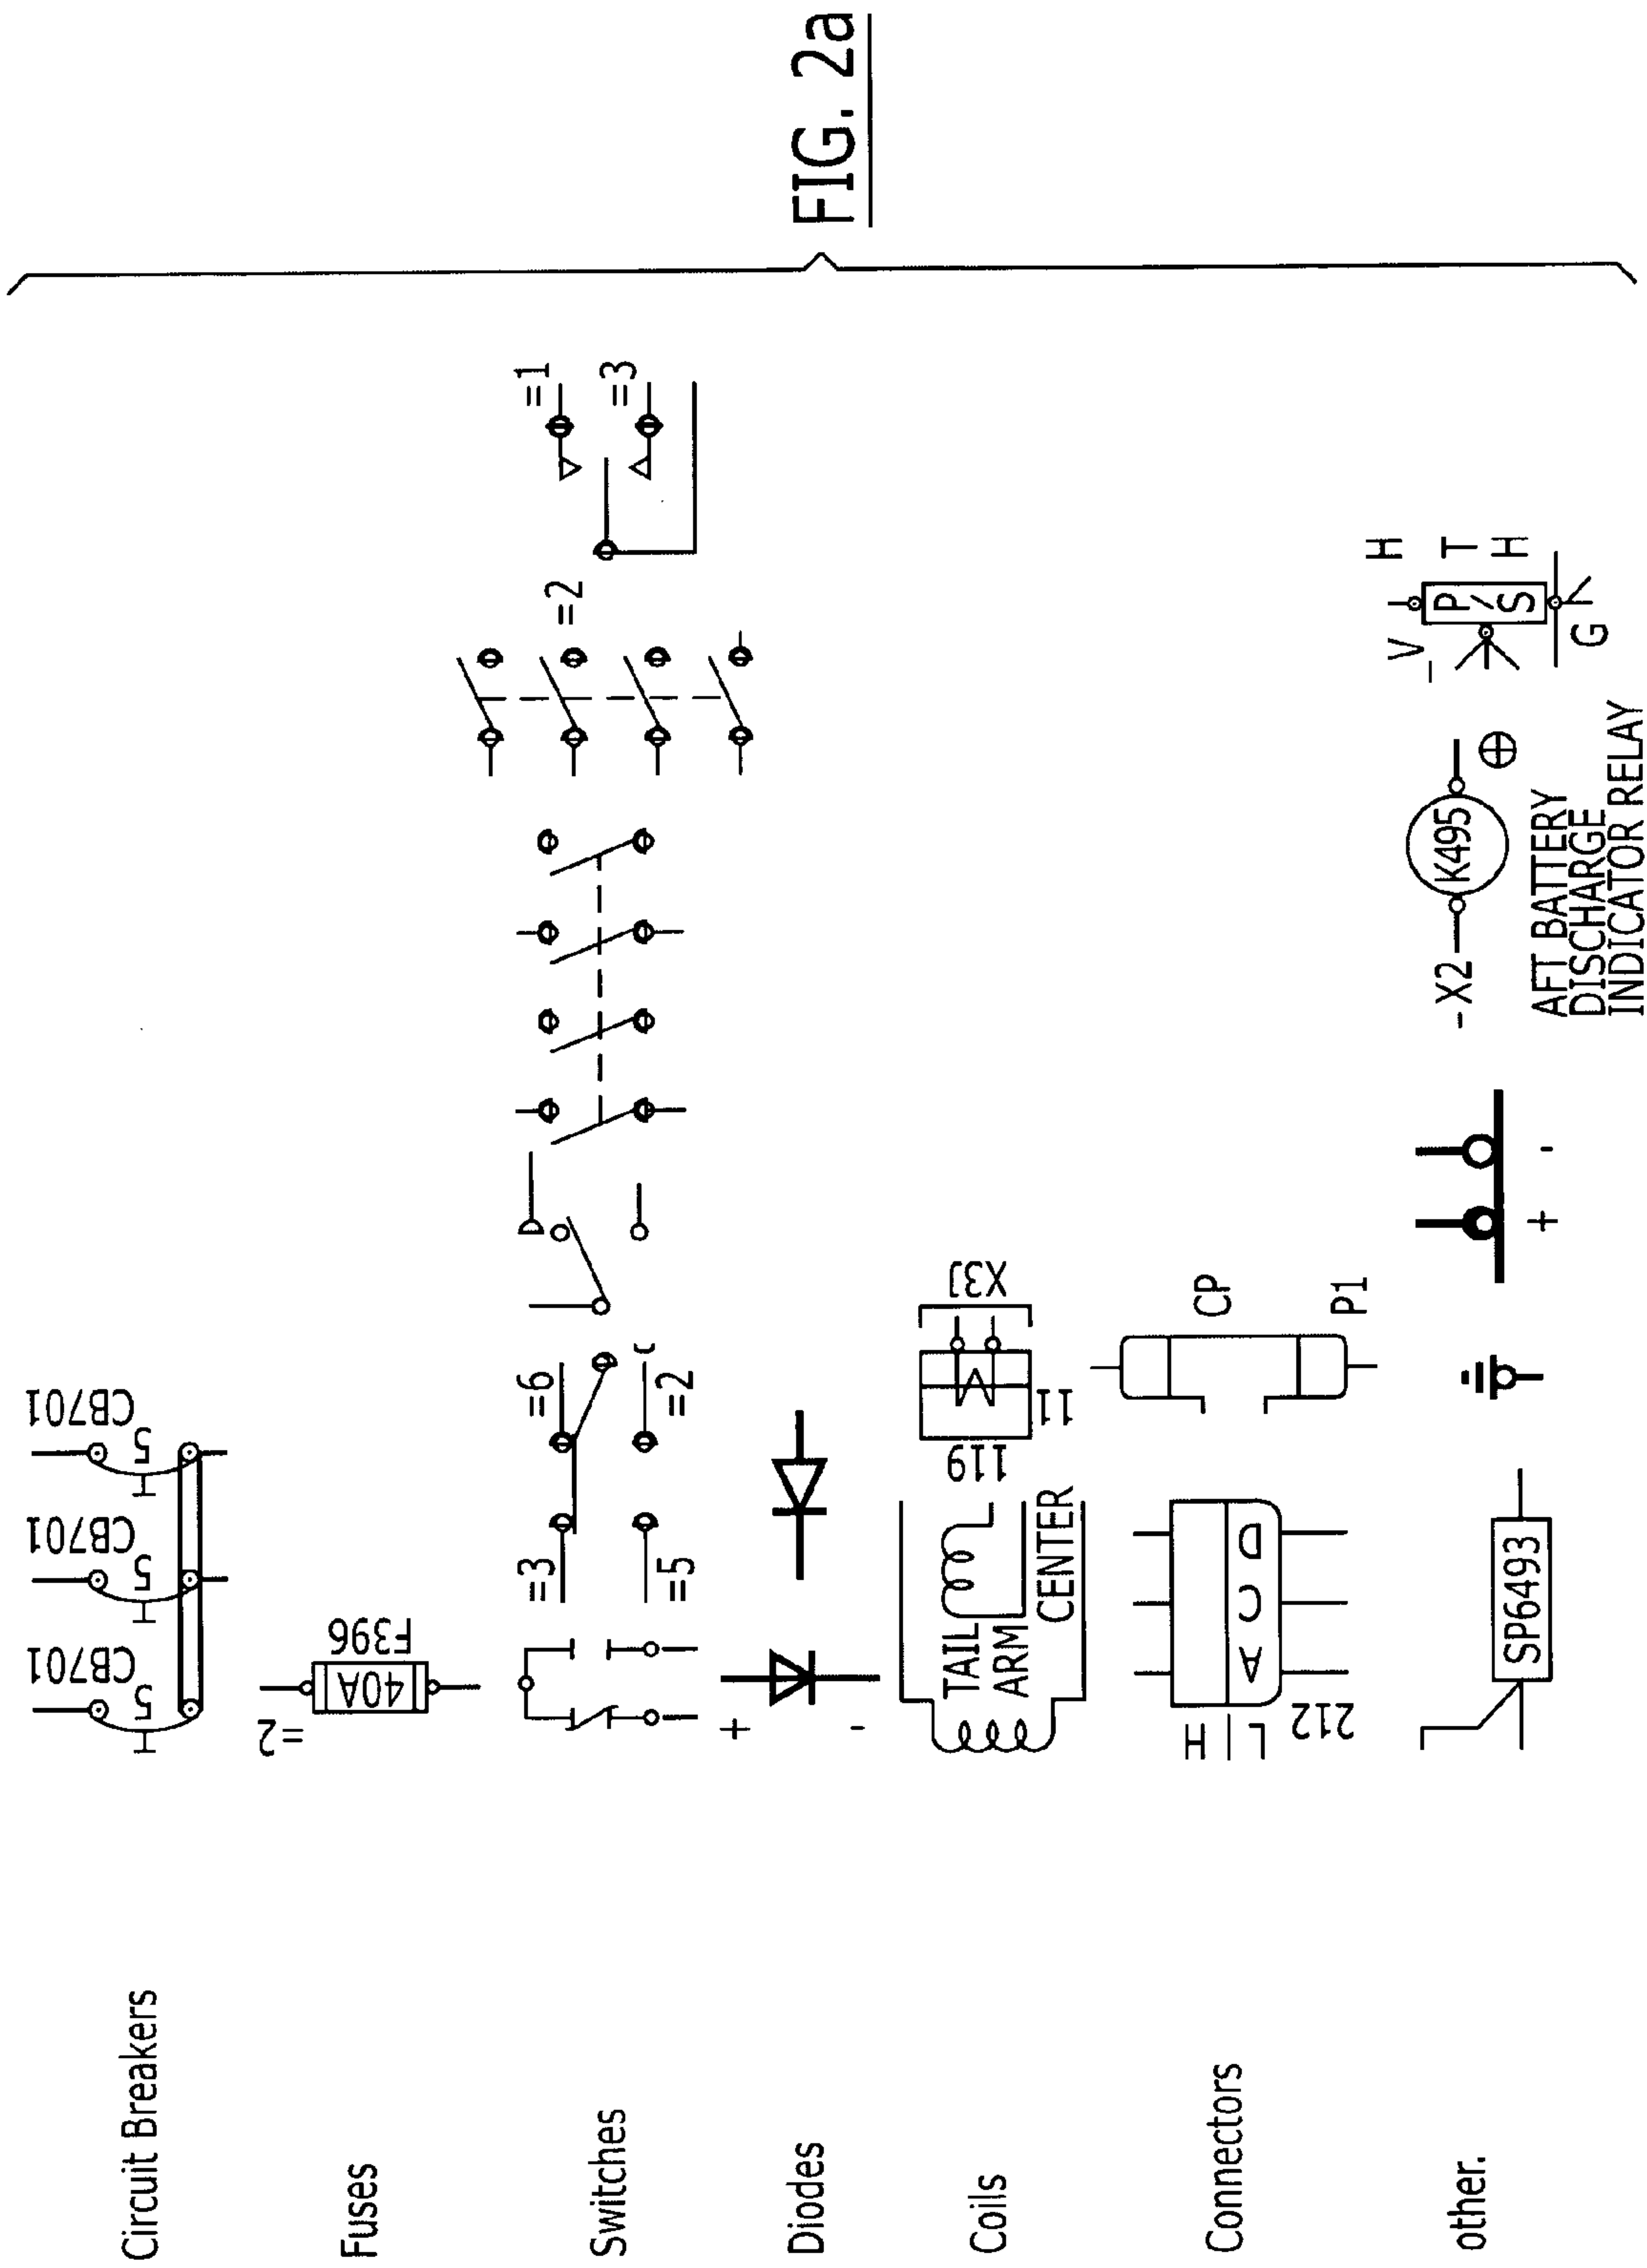 FIG. 2a
Circuit Breakers
CB701
5
CB701
5
CB701
5
Fuses
=2
40A
F396
Switches
=3
=5
=6
=2
=2
=1
=3
Diodes
+
-
Coils
TAIL
ARM
CENTER
119
11
X3J
Connectors
H
L
H
212
A C D
CP
P1
other.
SP6493
+ -
-X2
K495
AFT BATTERY
DISCHARGE
INDICATOR RELAY
V
P/S
G
H
T
H